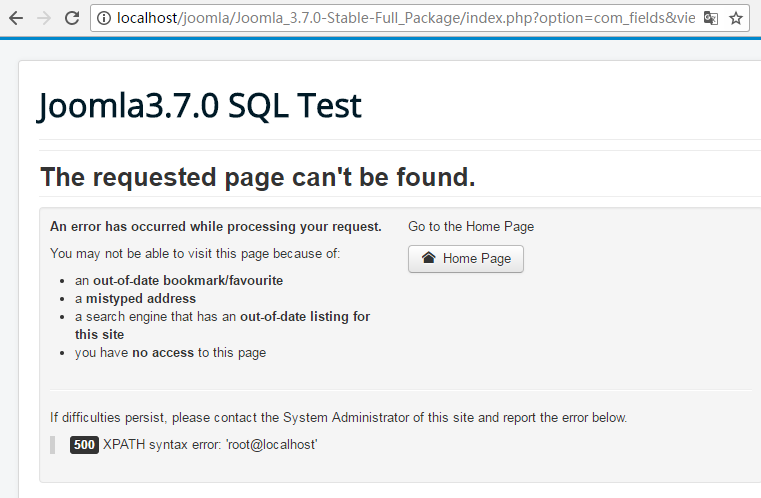 localhost/joomla/Joomla_3.7.0-Stable-Full_Package/index.php?option=com_fields&vie
Joomla3.7.0 SQL Test
The requested page can't be found.
An error has occurred while processing your request.
Go to the Home Page
You may not be able to visit this page because of:
Home Page
an out-of-date bookmark/favourite
a mistyped address
a search engine that has an out-of-date listing for
this site
you have no access to this page
If difficulties persist, please contact the System Administrator of this site and report the error below.
500 XPATH syntax error: 'root@localhost'